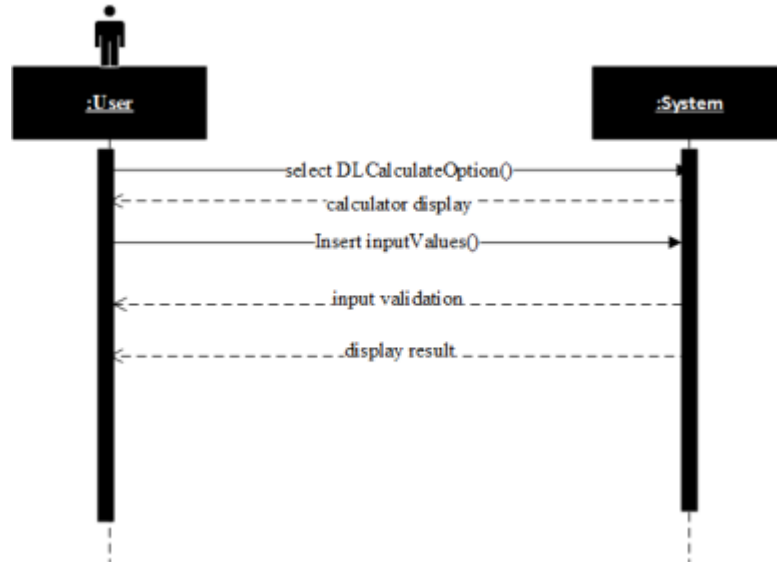 :User
:System
select DLCalculateOption()
calculator display
Insert inputValues()
input validation
display result